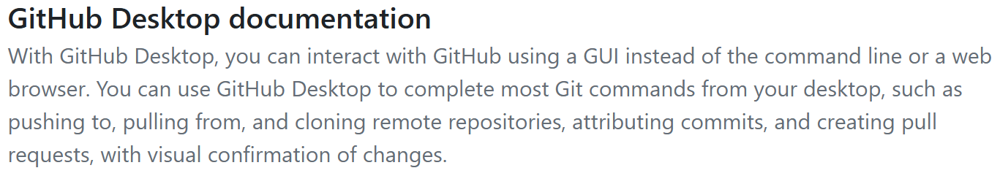 GitHub Desktop documentation
With GitHub Desktop, you can interact with GitHub using a GUI instead of the command line or a web
browser. You can use GitHub Desktop to complete most Git commands from your desktop, such as
pushing to, pulling from, and cloning remote repositories, attributing commits, and creating pull
requests, with visual confirmation of changes.